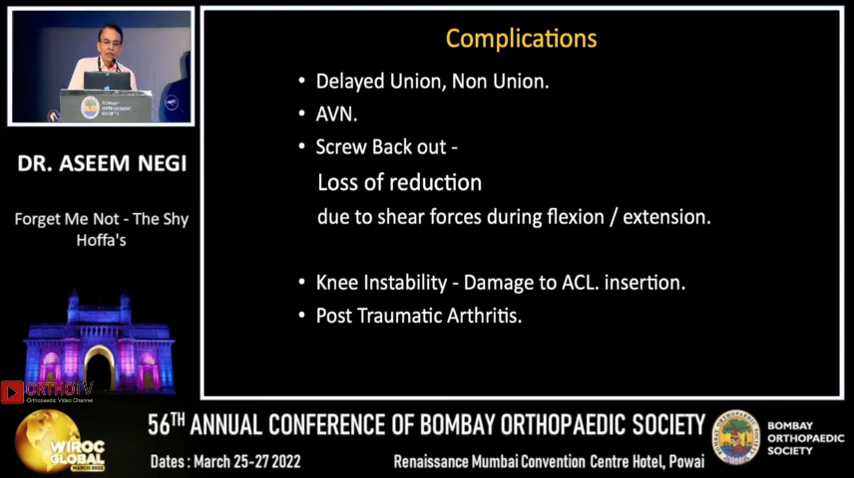 Complications
• Delayed Union, Non Union.
• AVN.
• Screw Back out -
Loss of reduction
due to shear forces during flexion / extension.
• Knee Instability - Damage to ACL. insertion.
• Post Traumatic Arthritis.
DR. ASEEM NEGI
Forget Me Not - The Shy
Hoffa's
ORTHOTV
Orthopaedic Video Channel
56TH ANNUAL CONFERENCE OF BOMBAY ORTHOPAEDIC SOCIETY
Dates : March 25-27 2022
Renaissance Mumbai Convention Centre Hotel, Powai
WIROC
GLOBAL
MARCH 2022
BOMBAY
ORTHOPAEDIC
SOCIETY